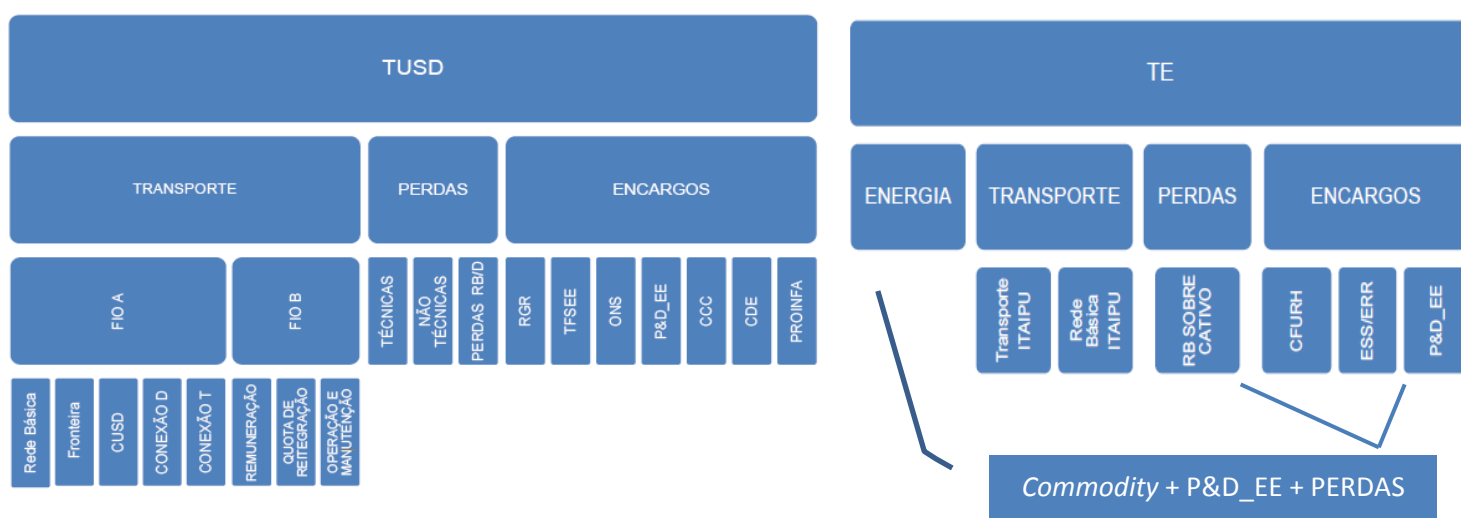 TUSD
TRANSPORTE
PERDAS
ENCARGOS
FIO A
FIO B
TÉCNICAS
NÃO
TÉCNICAS
PERDAS RB/D
RGR
TFSEE
ONS
P&D_EE
CCC
CDE
PROINFA
Rede Básica
Fronteira
CUSD
CONEXÃO D
CONEXÃO T
REMUNERAÇÃO
QUOTA DE
REITEGRAÇÃO
OPERAÇÃO E
MANUTENÇÃO
TE
ENERGIA
TRANSPORTE
PERDAS
ENCARGOS
Transporte
ITAIPU
Rede
Básica
ITAIPU
RB SOBRE
CATIVO
CFURH
ESS/ERR
P&D_EE
Commodity + P&D_EE + PERDAS